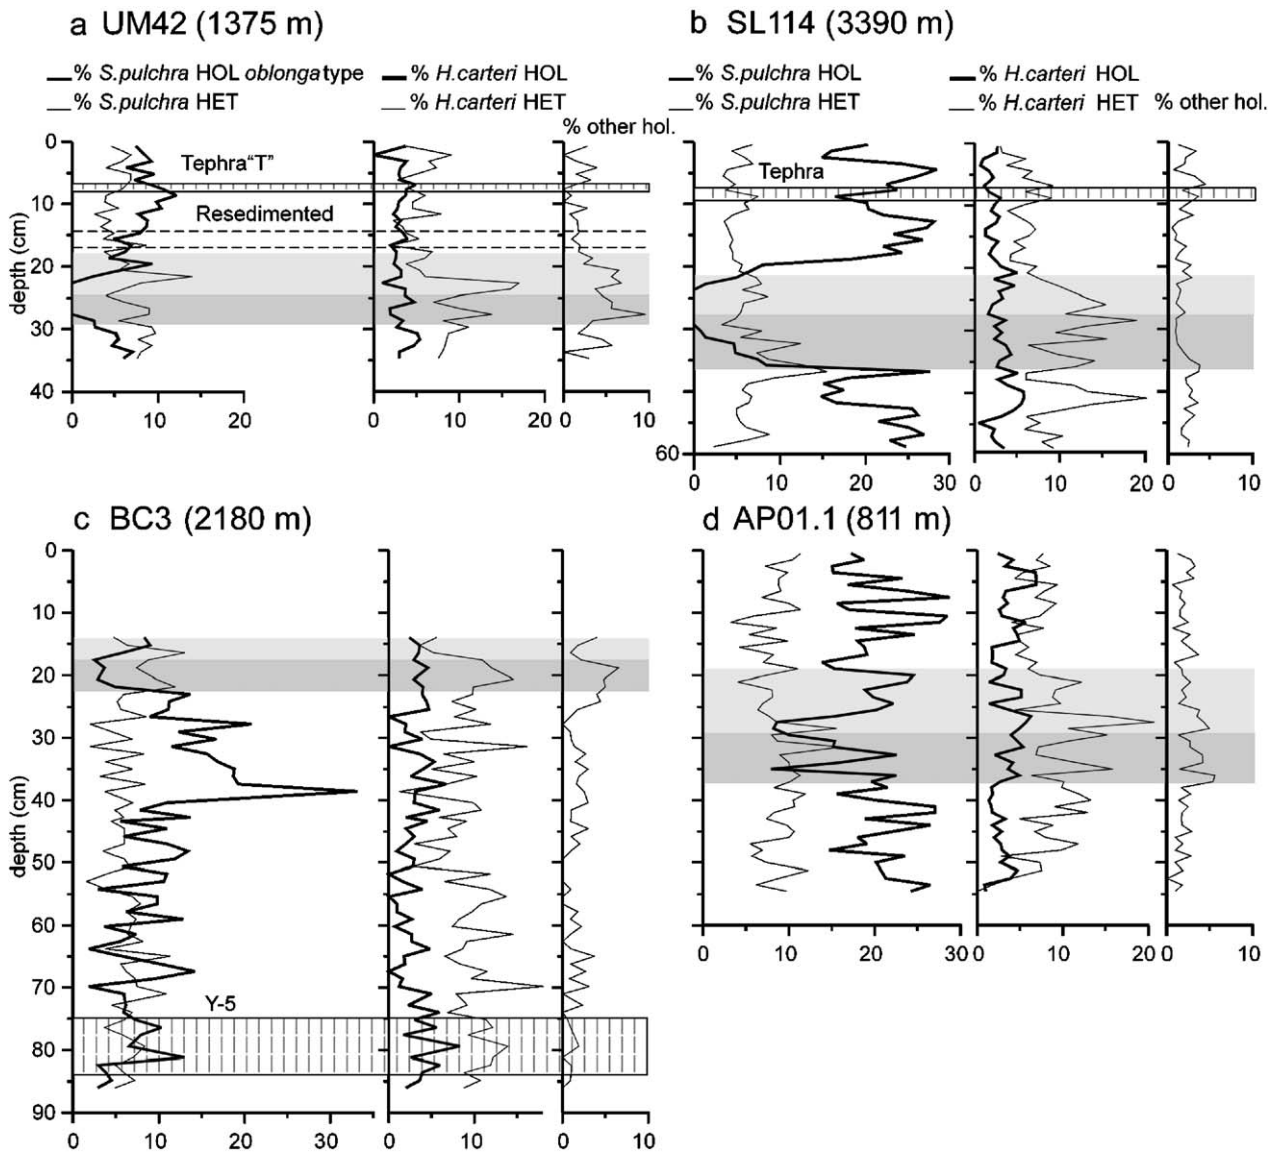 a UM42 (1375 m)
% S.pulchra HOL oblonga type
% H.carteri HOL
% S.pulchra HET
% H.carteri HET
% other hol.
Tephra"T"
Resedimented
depth (cm)
0
10
20
30
40
0 10 20
0 10 20
0 10
b SL114 (3390 m)
% S.pulchra HOL
% H.carteri HOL
% S.pulchra HET
% H.carteri HET
% other hol.
Tephra
60
0 10 20 30
0 10 20
0 10
c BC3 (2180 m)
depth (cm)
0
10
20
30
40
50
60
70
80
90
Y-5
0 10 20 30
0 10
0 10
d AP01.1 (811 m)
0 10 20 30
0 10 20
0 10